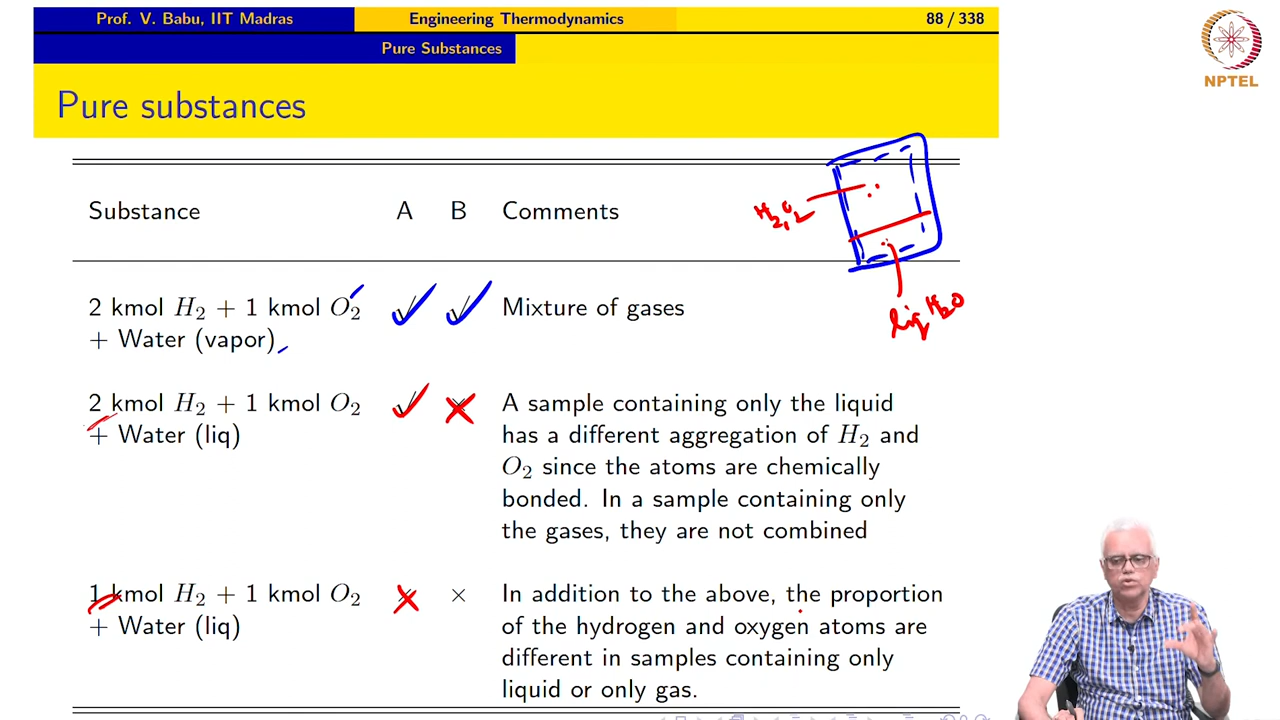 Prof. V. Babu, IIT Madras Engineering Thermodynamics 88 / 338
Pure Substances
NPTEL
Pure substances
Substance A B Comments
H2, O2
liq H2O
2 kmol H2 + 1 kmol O2 ✓ ✓ Mixture of gases
+ Water (vapor)
2 kmol H2 + 1 kmol O2 ✓ × A sample containing only the liquid
+ Water (liq) has a different aggregation of H2 and
O2 since the atoms are chemically
bonded. In a sample containing only
the gases, they are not combined
1 kmol H2 + 1 kmol O2 × × In addition to the above, the proportion
+ Water (liq) of the hydrogen and oxygen atoms are
different in samples containing only
liquid or only gas.